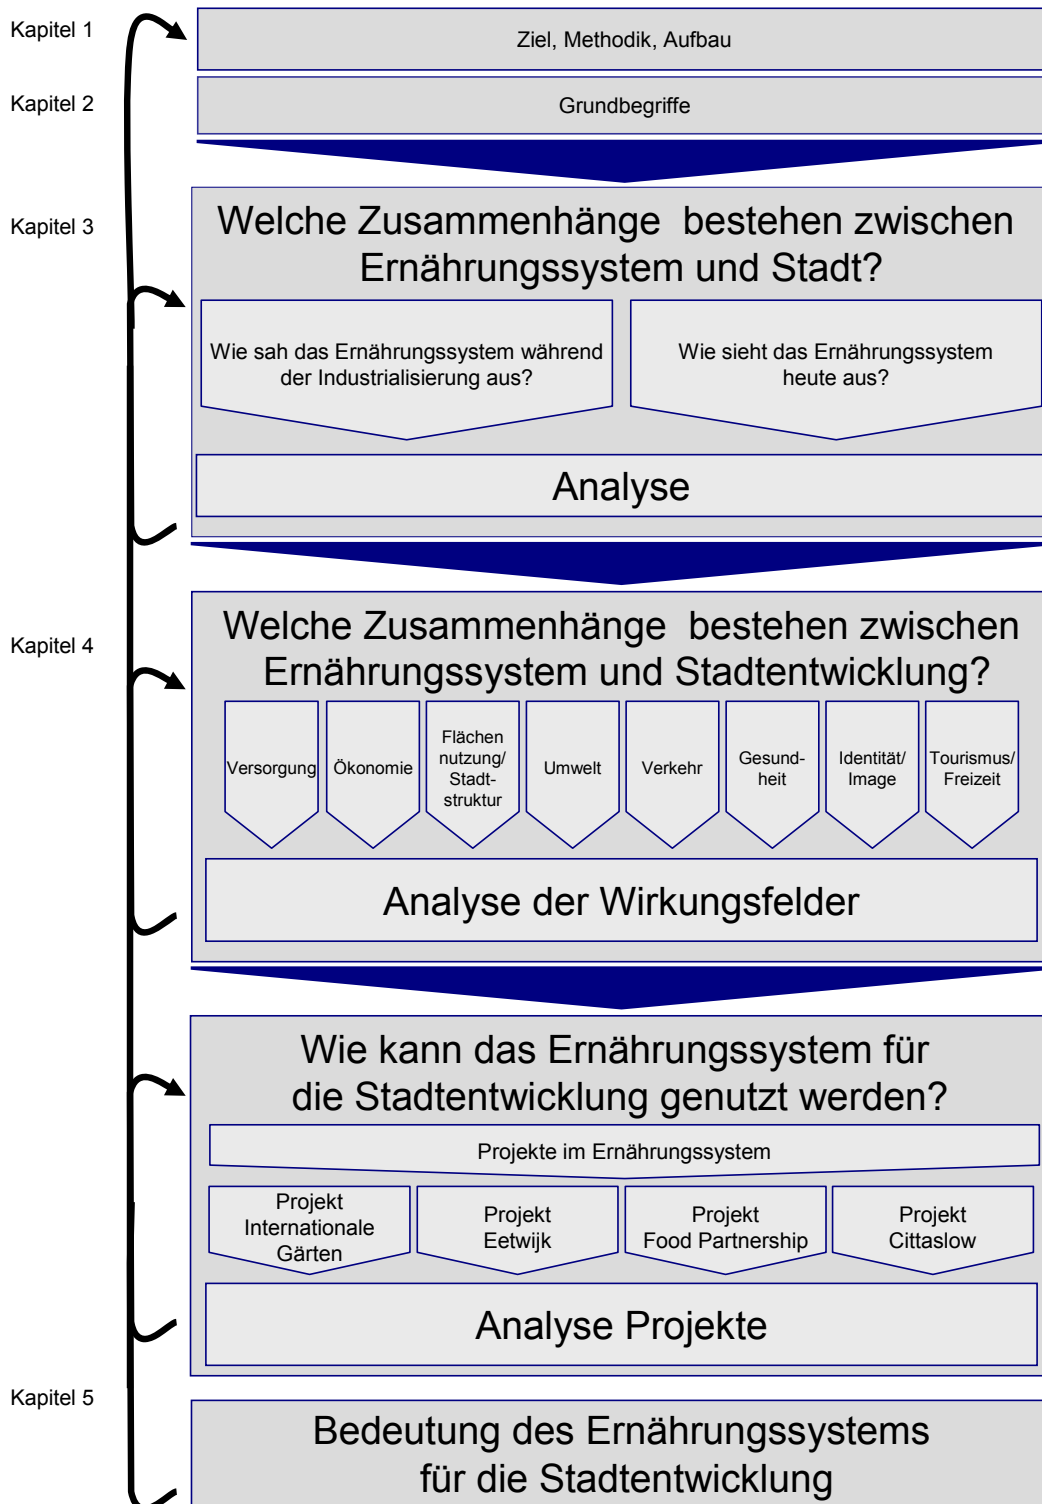 Kapitel 1
Ziel, Methodik, Aufbau
Kapitel 2
Grundbegriffe
Kapitel 3
Welche Zusammenhänge bestehen zwischen
Ernährungssystem und Stadt?
Wie sah das Ernährungssystem während
der Industrialisierung aus?
Wie sieht das Ernährungssystem
heute aus?
Analyse
Kapitel 4
Welche Zusammenhänge bestehen zwischen
Ernährungssystem und Stadtentwicklung?
Versorgung
Ökonomie
Flächen
nutzung/
Stadt-
struktur
Umwelt
Verkehr
Gesund-
heit
Identität/
Image
Tourismus/
Freizeit
Analyse der Wirkungsfelder
Wie kann das Ernährungssystem für
die Stadtentwicklung genutzt werden?
Projekte im Ernährungssystem
Projekt
Internationale
Gärten
Projekt
Eetwijk
Projekt
Food Partnership
Projekt
Cittaslow
Analyse Projekte
Kapitel 5
Bedeutung des Ernährungssystems
für die Stadtentwicklung